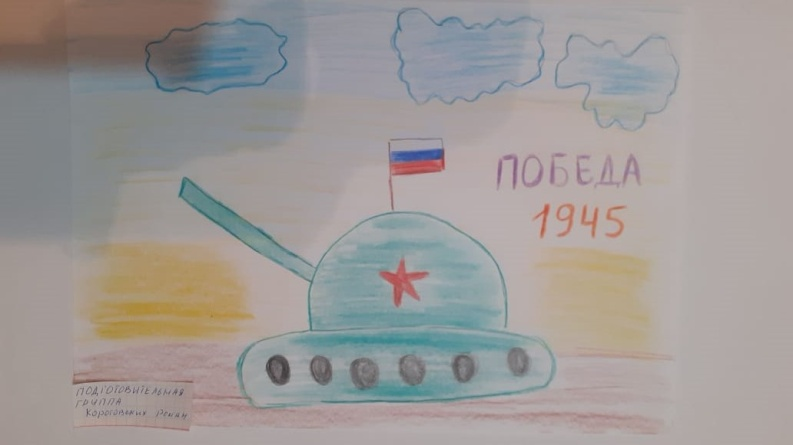 ПОБЕДА
1945
ПОДГОТОВИТЕЛЬНАЯ
ГРУППА
Роман